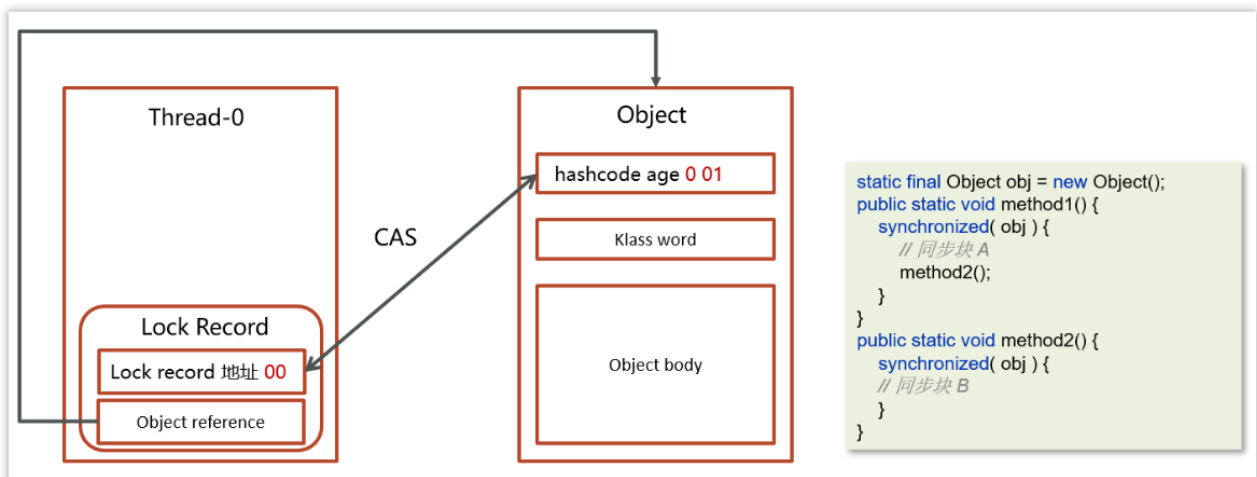 Thread-0
Object
hashcode age 0 01
Klass word
CAS
Lock Record
Lock record 地址 00
Object reference
Object body
static final Object obj = new Object();
public static void method1() {
synchronized( obj ) {
// 同步块 A
method2();
}
}
public static void method2() {
synchronized( obj ) {
// 同步块 B
}
}